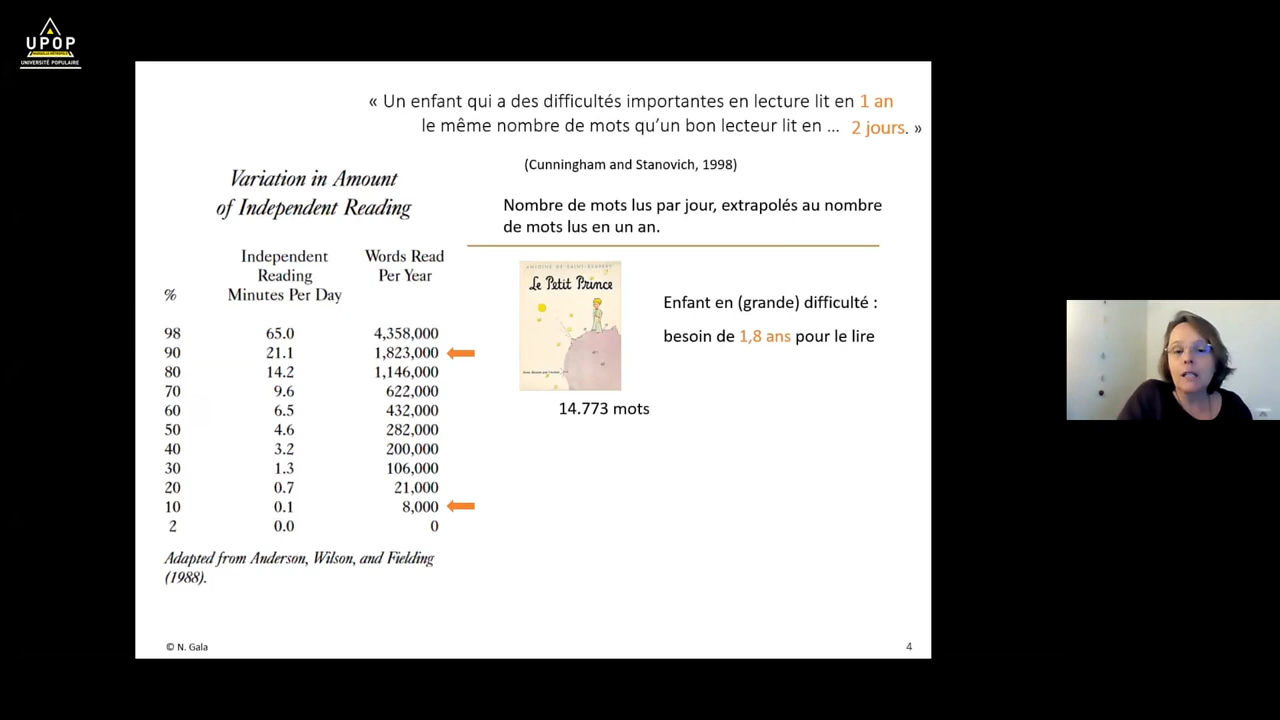 UPOP
UNIVERSITÉ POPULAIRE
« Un enfant qui a des difficultés importantes en lecture lit en 1 an
le même nombre de mots qu’un bon lecteur lit en ... 2 jours. »
(Cunningham and Stanovich, 1998)
Variation in Amount
of Independent Reading
Nombre de mots lus par jour, extrapolés au nombre
de mots lus en un an.
% Independent Reading Minutes Per Day Words Read Per Year
98 65.0 4,358,000
90 21.1 1,823,000
80 14.2 1,146,000
70 9.6 622,000
60 6.5 432,000
50 4.6 282,000
40 3.2 200,000
30 1.3 106,000
20 0.7 21,000
10 0.1 8,000
2 0.0 0
Adapted from Anderson, Wilson, and Fielding
(1988).
Le Petit Prince
14.773 mots
Enfant en (grande) difficulté :
besoin de 1,8 ans pour le lire
© N. Gala
4